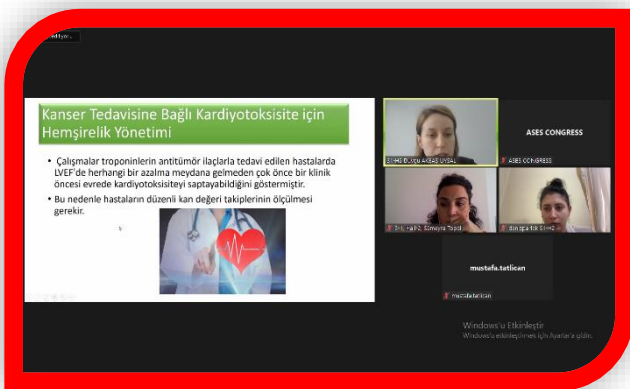 Kanser Tedavisine Bağlı Kardiyotoksisite için
Hemşirelik Yönetimi
• Çalışmalar troponinlerin antitümör ilaçlarla tedavi edilen hastalarda
LVEF'de herhangi bir azalma meydana gelmeden çok önce bir klinik
öncesi evrede kardiyotoksisiteyi saptayabildiğini göstermiştir.
• Bu nedenle hastaların düzenli kan değeri takiplerinin ölçülmesi
gerekir.
ASES CONGRESS
ASES CONGRESS
mustafa.tatlican
mustafa.tatlican
Windows'u Etkinleştir
Windows'u etkinleştirmek için Ayarlar'a gidin.